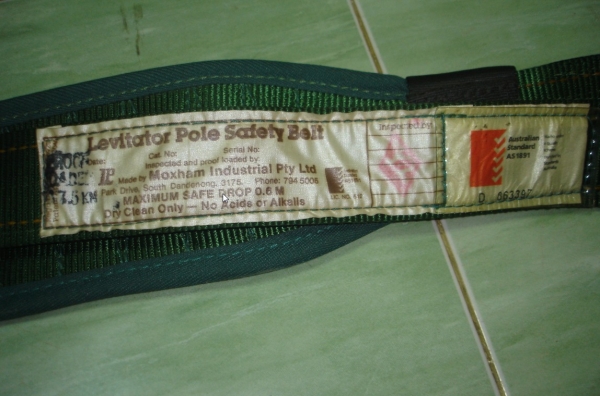 Levitator Pole Safety Belt
Cat. No: Serial No:
Date: Inspected and proof loaded by:
Made by Moxham Industrial Pty Ltd
Park Drive, South Dandenong, 3175. Phone: 794 5006
MAXIMUM SAFE DROP 0.6 M
Dry Clean Only — No Acids or Alkalis
Inspected by
Australian
Standard
AS1891